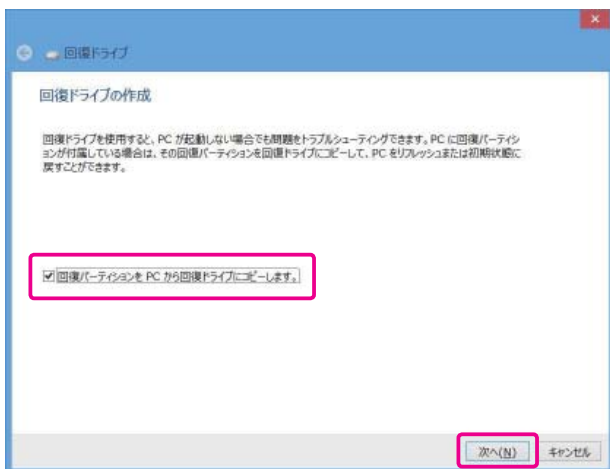 回復ドライブ
回復ドライブの作成
回復ドライブを使用すると、PC が起動しない場合でも問題をトラブルシューティングできます。PC に回復パーティシ
ョンが付属している場合は、その回復パーティションを回復ドライブにコピーして、PC をリフレッシュまたは初期状態に
戻すことができます。
回復パーティションを PC から回復ドライブにコピーします。
次へ(N)
キャンセル